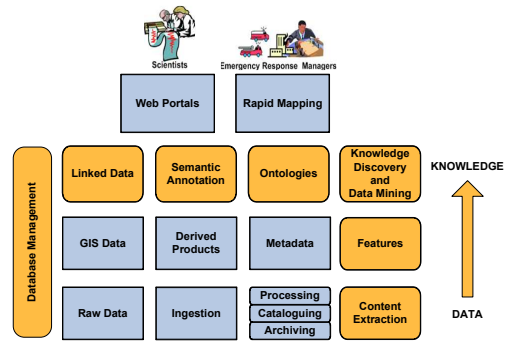 Scientists
Emergency Response Managers
Web Portals
Rapid Mapping
Database Management
Linked Data
Semantic
Annotation
Ontologies
Knowledge
Discovery
and
Data Mining
KNOWLEDGE
GIS Data
Derived
Products
Metadata
Features
Raw Data
Ingestion
Processing
Cataloguing
Archiving
Content
Extraction
DATA